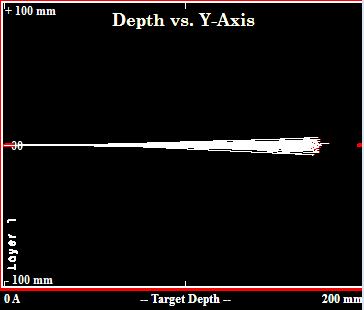 + 100 mm
Depth vs. Y-Axis
Layer 1
- 100 mm
0 A
-- Target Depth --
200 mm